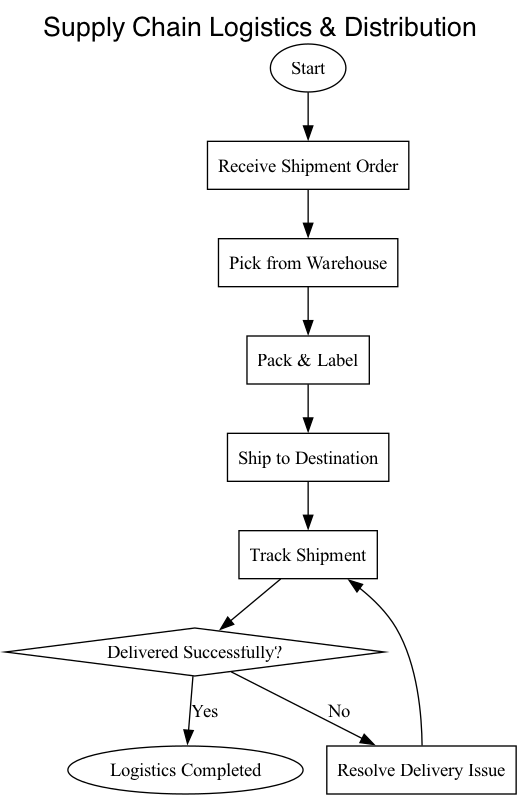 Supply Chain Logistics & Distribution
Start
Receive Shipment Order
Pick from Warehouse
Pack & Label
Ship to Destination
Track Shipment
Delivered Successfully?
Yes
No
Logistics Completed
Resolve Delivery Issue